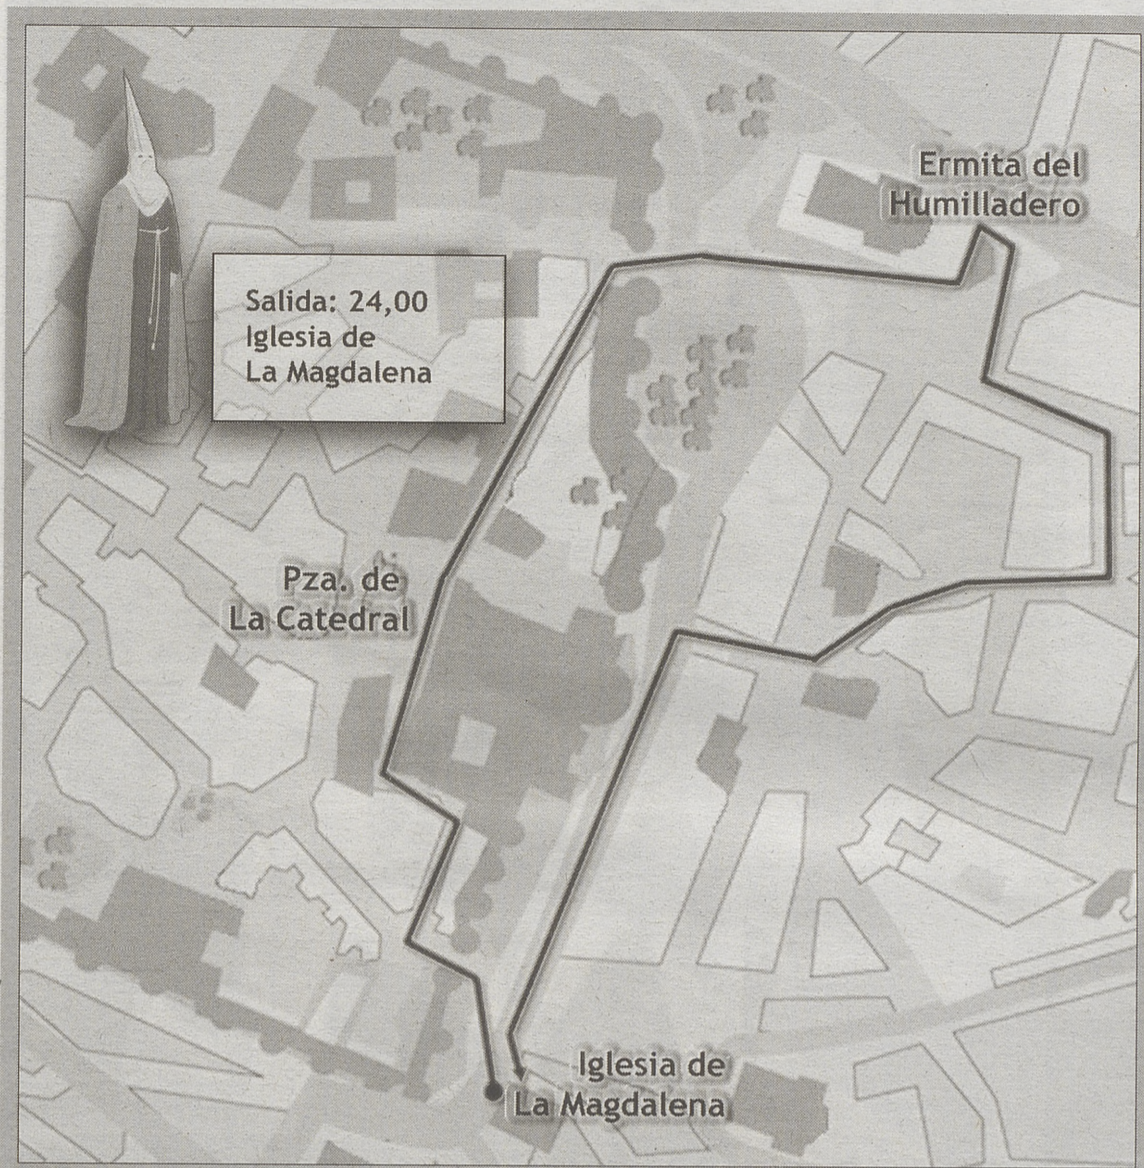 Ermita del
Humilladero
Salida: 24,00
Iglesia de
La Magdalena
Pza. de
La Catedral
Iglesia de
La Magdalena